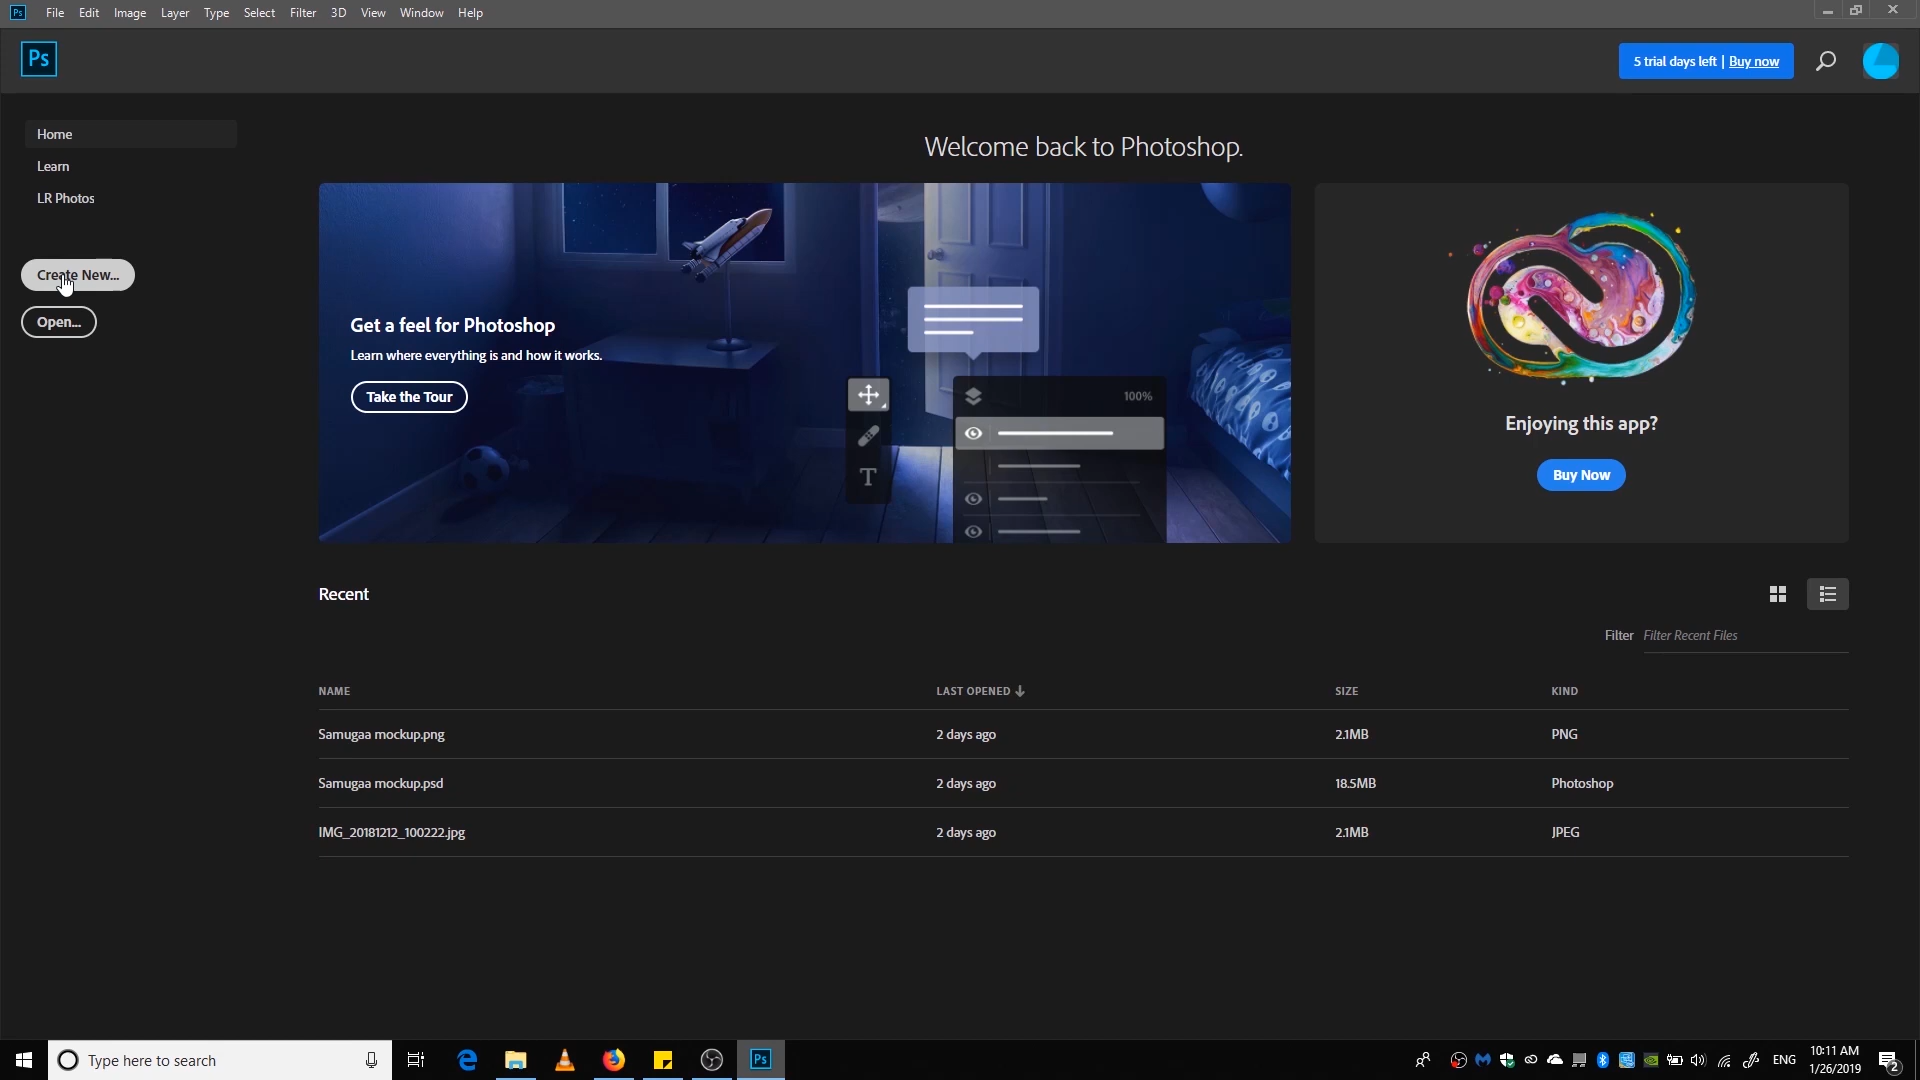 Ps File Edit Image Layer Type Select Filter 3D View Window Help
Ps
5 trial days left | Buy now
Home
Learn
LR Photos
Create New...
Open...
Welcome back to Photoshop.
Get a feel for Photoshop
Learn where everything is and how it works.
Take the Tour
T
100%
Enjoying this app?
Buy Now
Recent
Filter Filter Recent Files
NAME LAST OPENED SIZE KIND
Samugaa mockup.png 2 days ago 2.1MB PNG
Samugaa mockup.psd 2 days ago 18.5MB Photoshop
IMG_20181212_100222.jpg 2 days ago 2.1MB JPEG
Type here to search
Ps
ENG
10:11 AM
1/26/2019
2